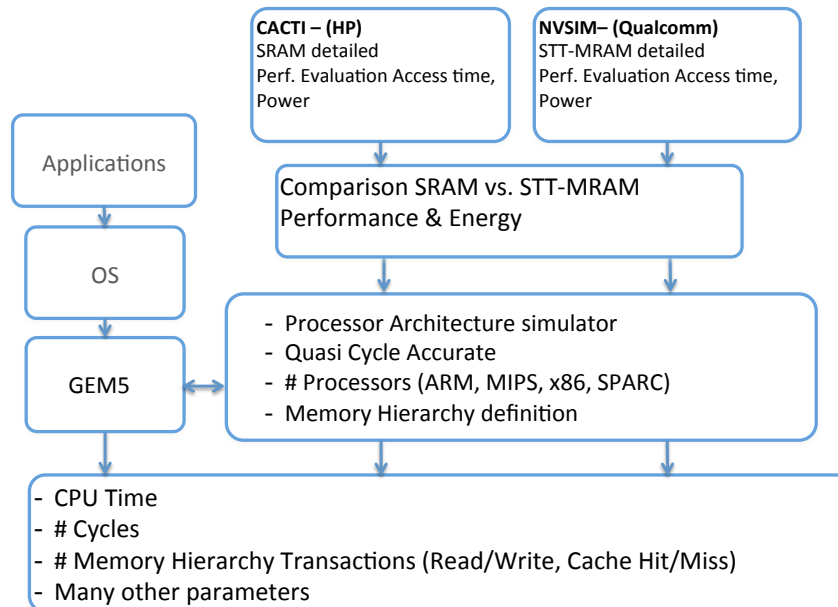 CACTI – (HP)
SRAM detailed
Perf. Evaluation Access time,
Power
NVSIM– (Qualcomm)
STT-MRAM detailed
Perf. Evaluation Access time,
Power
Applications
Comparison SRAM vs. STT-MRAM
Performance & Energy
OS
- Processor Architecture simulator
- Quasi Cycle Accurate
- # Processors (ARM, MIPS, x86, SPARC)
- Memory Hierarchy definition
GEM5
- CPU Time
- # Cycles
- # Memory Hierarchy Transactions (Read/Write, Cache Hit/Miss)
- Many other parameters